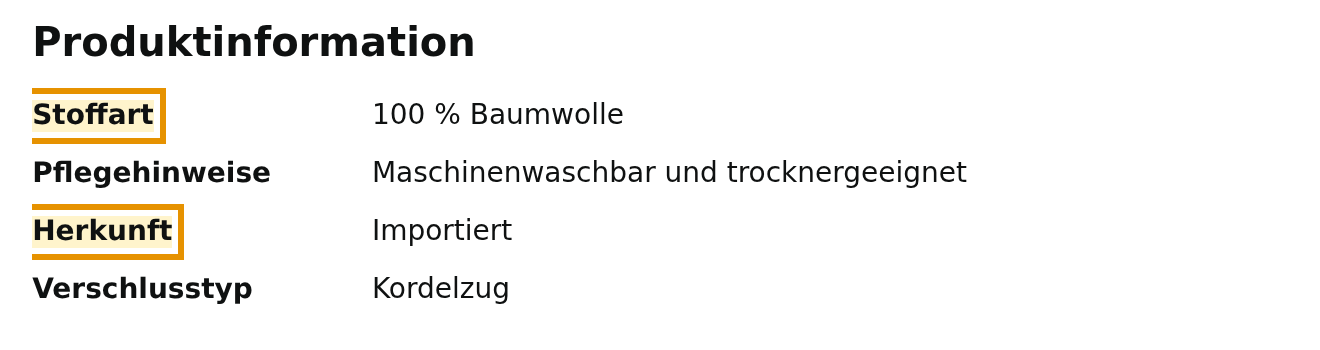 Produktinformation
Stoffart 100 % Baumwolle
Pflegehinweise Maschinenwaschbar und trocknergeeignet
Herkunft Importiert
Verschlusstyp Kordelzug